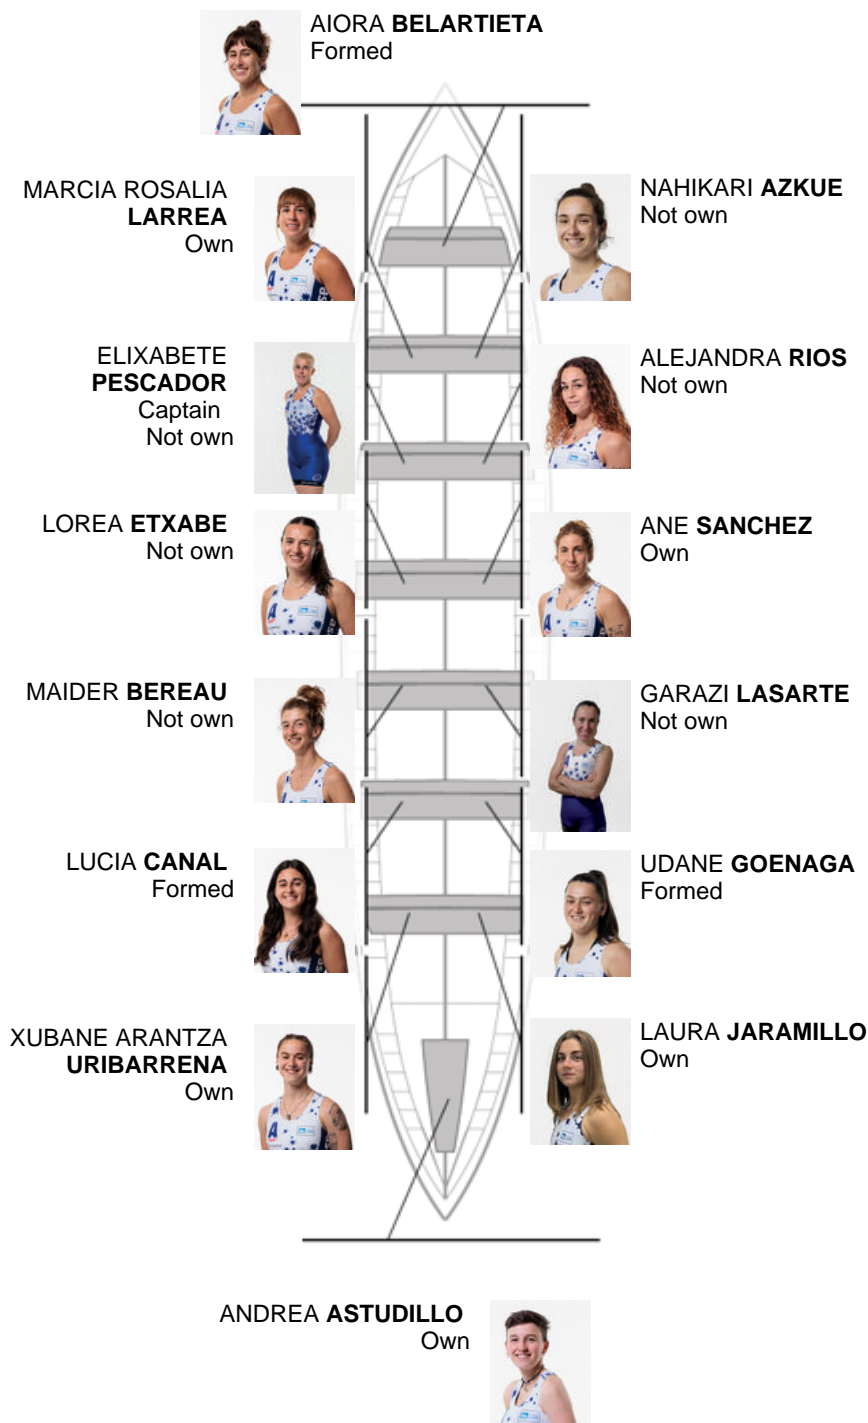 AIORA BELARTIETA
Formed
MARCIA ROSALIA
LARREA
Own
NAHIKARI AZKUE
Not own
ELIXABETE
PESCADOR
Captain
Not own
ALEJANDRA RIOS
Not own
LOREA ETXABE
Not own
ANE SANCHEZ
Own
MAIDER BEREAU
Not own
GARAZI LASARTE
Not own
LUCIA CANAL
Formed
UDANE GOENAGA
Formed
XUBANE ARANTZA
URIBARRENA
Own
LAURA JARAMILLO
Own
ANDREA ASTUDILLO
Own